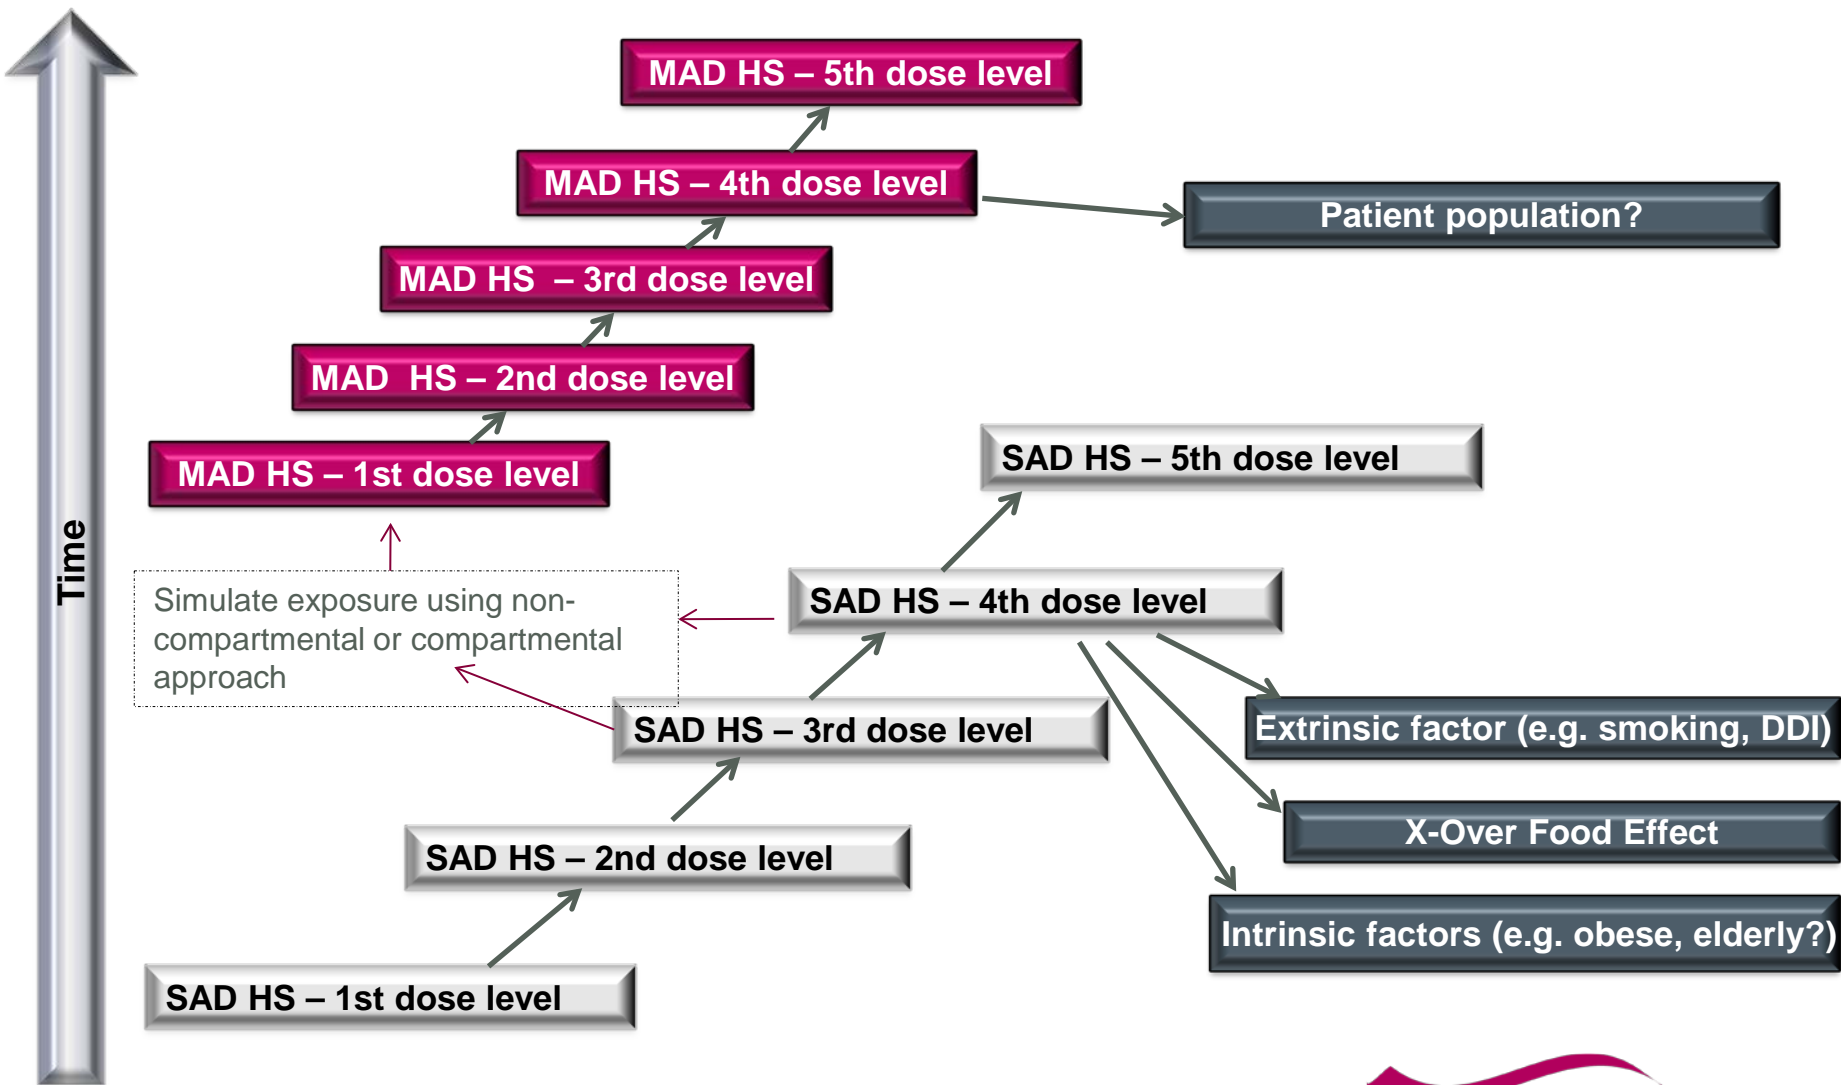 MAD HS – 5th dose level
MAD HS – 4th dose level
Patient population?
MAD HS – 3rd dose level
MAD HS – 2nd dose level
MAD HS – 1st dose level
SAD HS – 5th dose level
Time
Simulate exposure using non-
compartmental or compartmental
approach
SAD HS – 4th dose level
SAD HS – 3rd dose level
Extrinsic factor (e.g. smoking, DDI)
X-Over Food Effect
SAD HS – 2nd dose level
Intrinsic factors (e.g. obese, elderly?)
SAD HS – 1st dose level